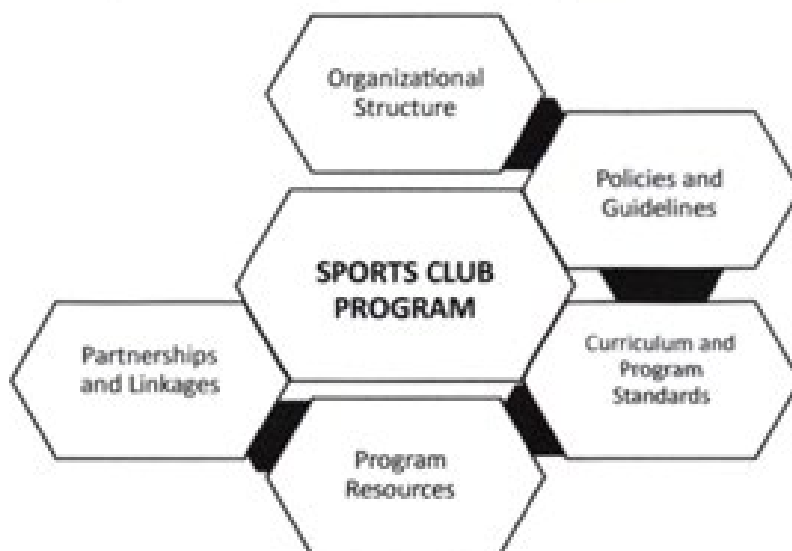 Organizational
Structure
Policies and
Guidelines
SPORTS CLUB
PROGRAM
Curriculum and
Program
Standards
Partnerships
and Linkages
Program
Resources